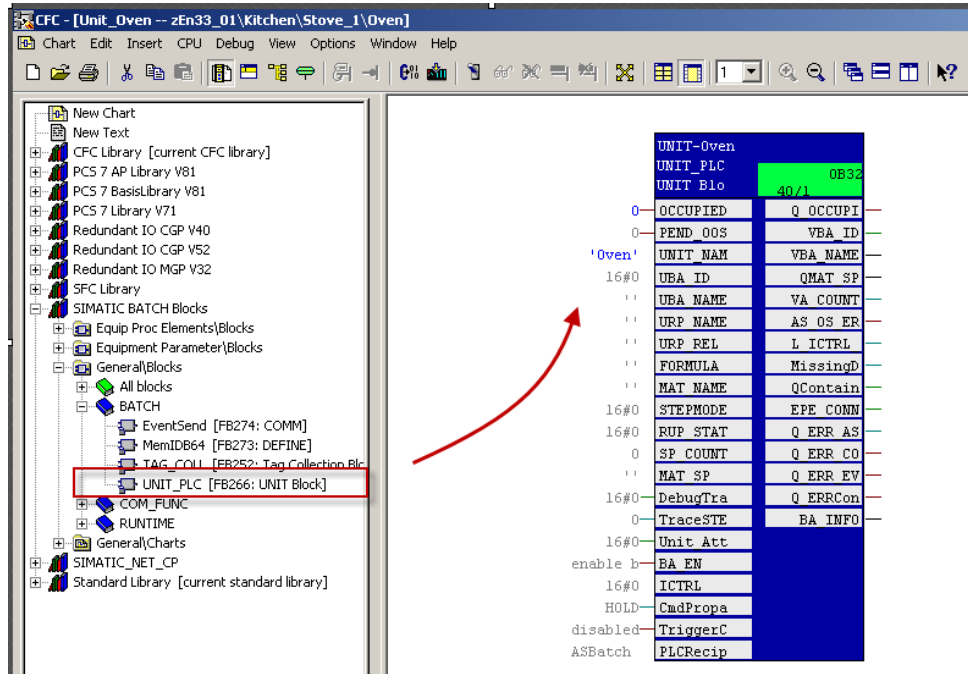 CFC - [Unit_Oven -- zEn33_01\Kitchen\Stove_1\Oven]
Chart Edit Insert CPU Debug View Options Window Help
1
New Chart
New Text
CFC Library [current CFC library]
PCS 7 AP Library V81
PCS 7 BasisLibrary V81
PCS 7 Library V71
Redundant IO CGP V40
Redundant IO CGP V52
Redundant IO MGP V32
SFC Library
SIMATIC BATCH Blocks
Equip Proc Elements\Blocks
Equipment Parameter\Blocks
General\Blocks
All blocks
BATCH
EventSend [FB274: COMM]
MemIDB64 [FB273: DEFINE]
TAG_COLL [FB252: Tag Collection Blc
UNIT_PLC [FB266: UNIT Block]
COM_FUNC
RUNTIME
General\Charts
SIMATIC_NET_CP
Standard Library [current standard library]
UNIT-Oven
UNIT_PLC OB32
UNIT Blo 40/1
0 OCCUPIED Q_OCCUPI
0 PEND_OOS VBA_ID
'Oven' UNIT_NAM VBA_NAME
16#0 UBA_ID QMAT_SP
'' UBA_NAME VA_COUNT
'' URP_NAME AS_OS_ER
'' URP_REL L_ICTRL
'' FORMULA MissingD
'' MAT_NAME QContain
16#0 STEPMODE EPE_CONN
16#0 RUP_STAT Q_ERR_AS
0 SP_COUNT Q_ERR_CO
'' MAT_SP Q_ERR_EV
16#0 DebugTra Q_ERRCon
0 TraceSTE BA_INFO
16#0 Unit_Att
enable b BA_EN
16#0 ICTRL
HOLD CmdPropa
disabled TriggerC
ASBatch PLCRecip